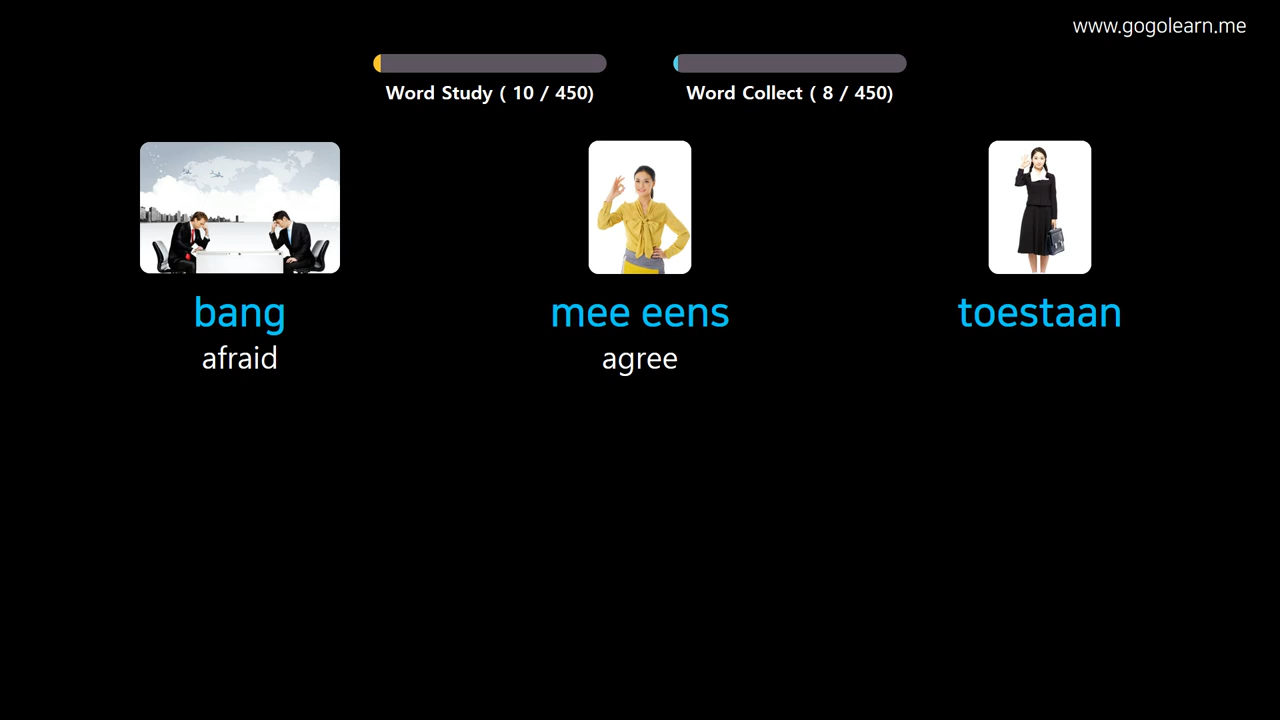 www.gogolearn.me
Word Study ( 10 / 450)
Word Collect ( 8 / 450)
bang
mee eens
toestaan
afraid
agree